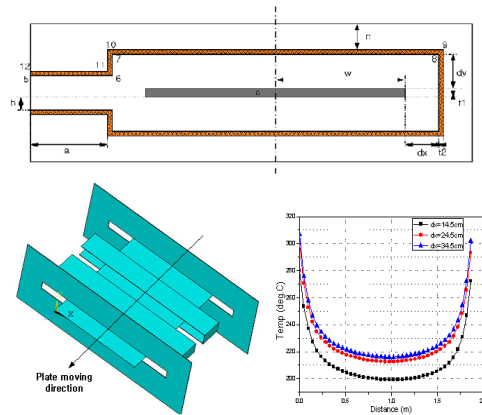 10
9
rt
12
11
7
8
5
6
w
dy
b
t1
a
dx
t2
320
dx=14.5cm
dx=24.5cm
dx=34.5cm
300
280
260
240
220
200
Temp (deg.C)
0.0
0.5
1.0
1.5
Distance (m)
X
Plate moving
direction